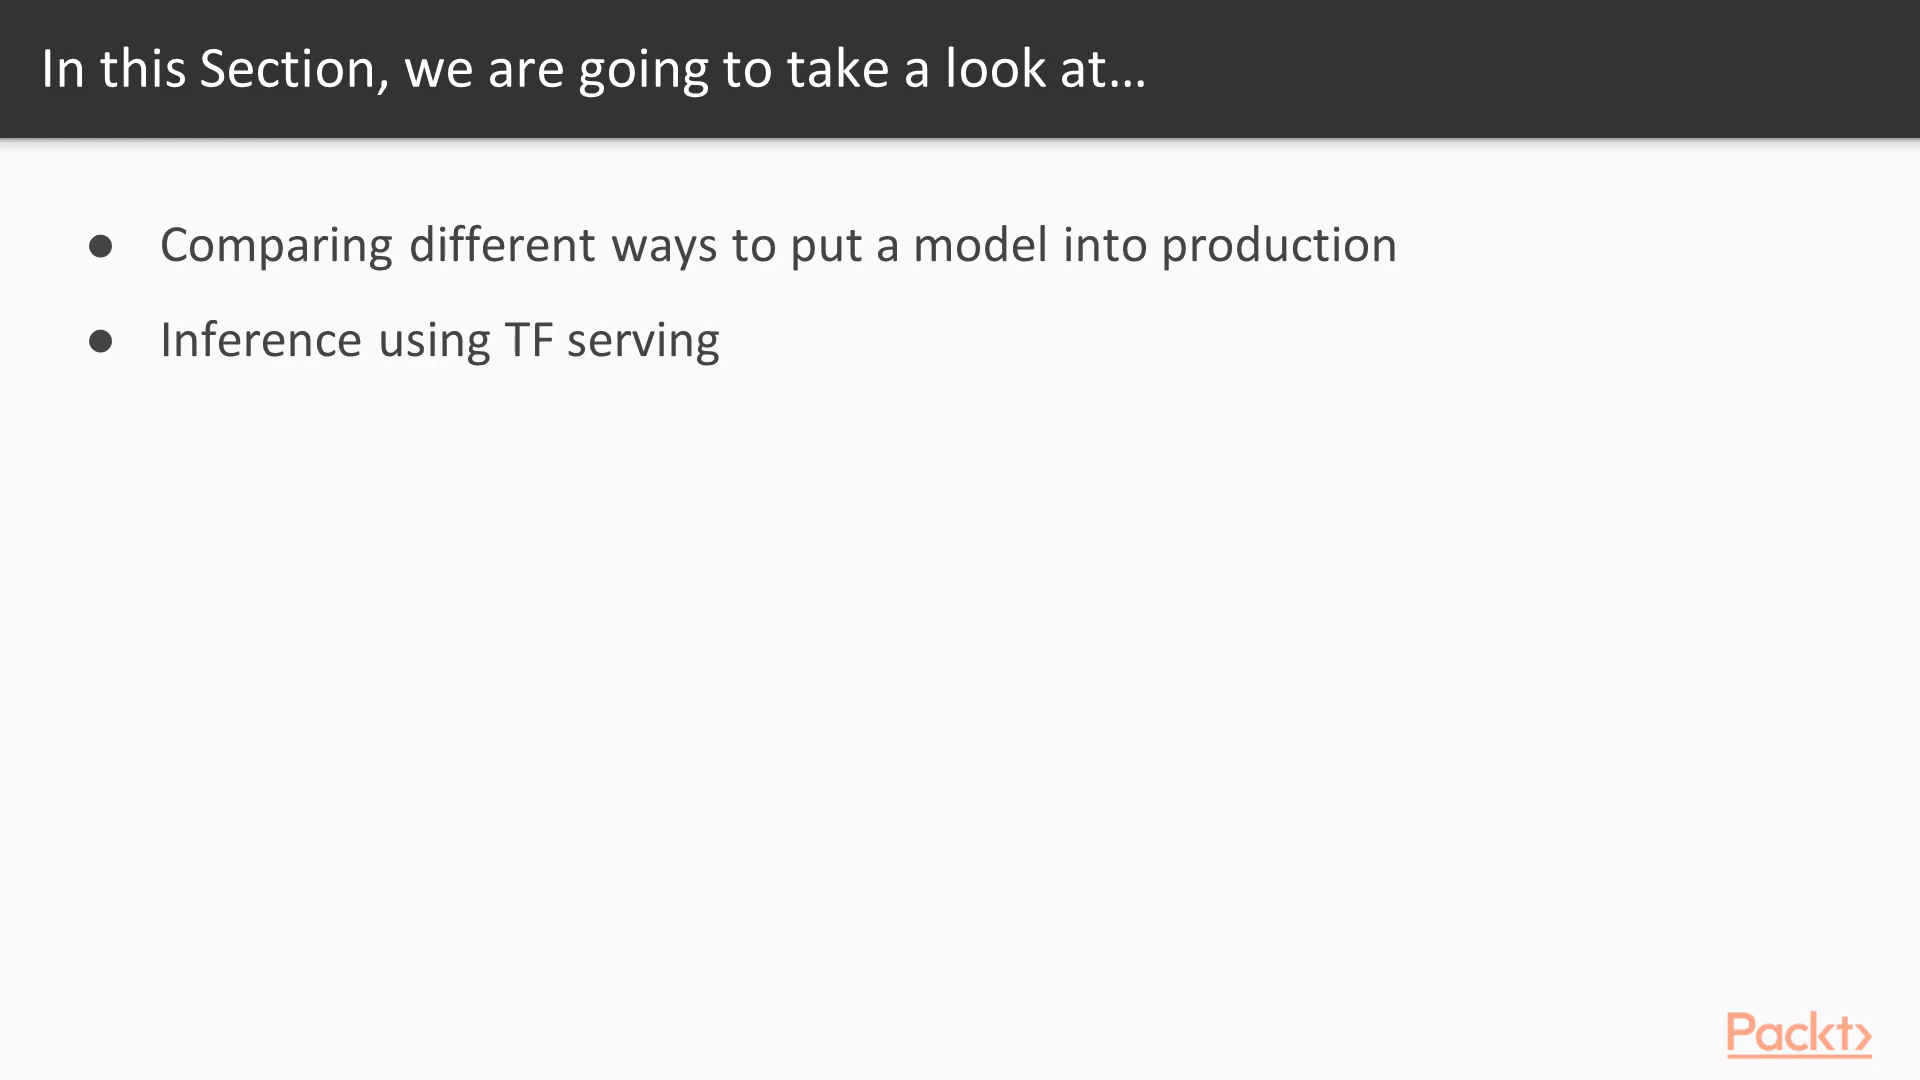 In this Section, we are going to take a look at...
● Comparing different ways to put a model into production
● Inference using TF serving
Packt>